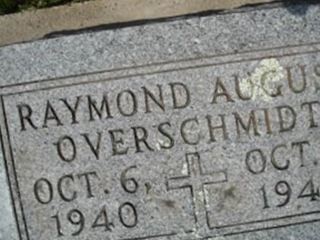 RAYMOND AUGUS
OVERSCHMIDT
OCT. 6, OCT.
1940 194